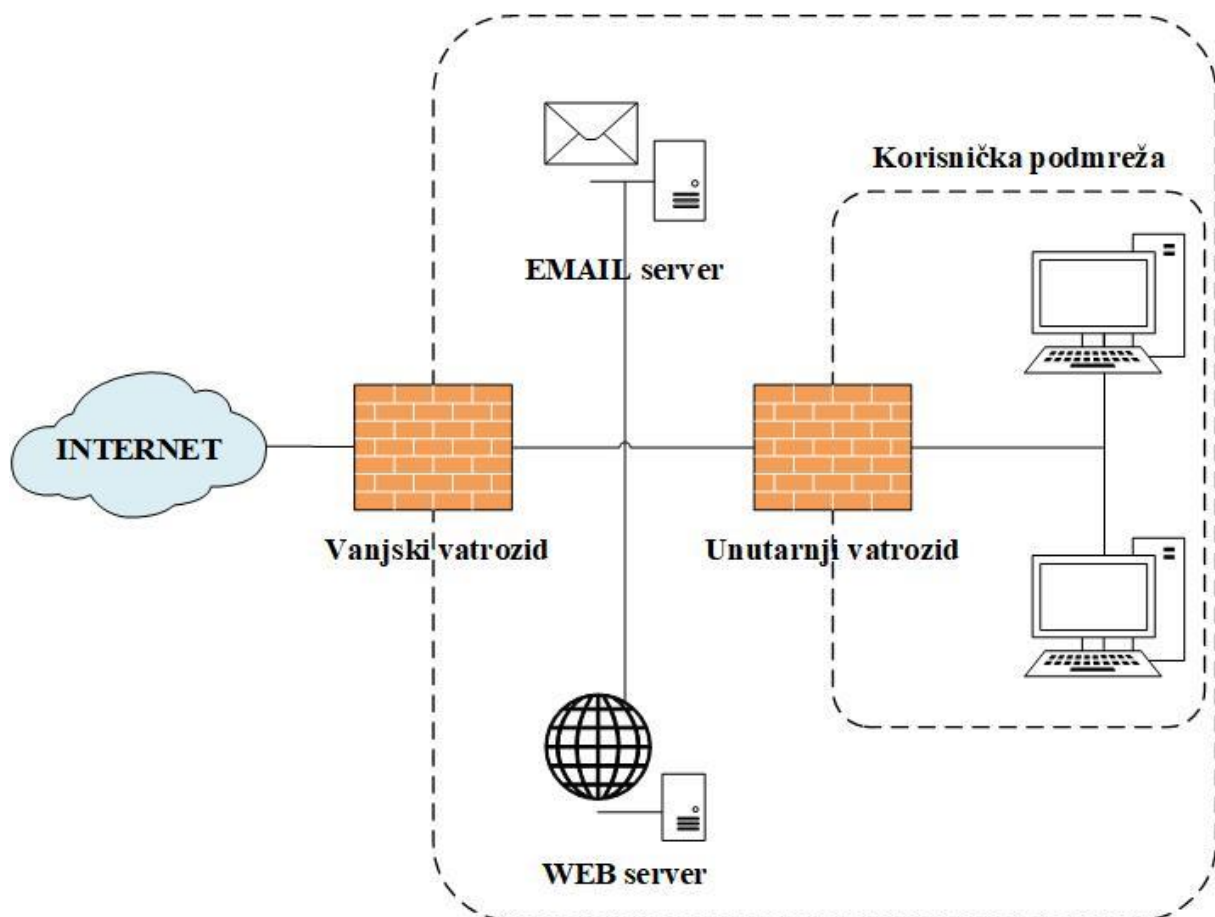 Korisnička podmreža
EMAIL server
INTERNET
Vanjski vatrozid
Unutarnji vatrozid
WEB server